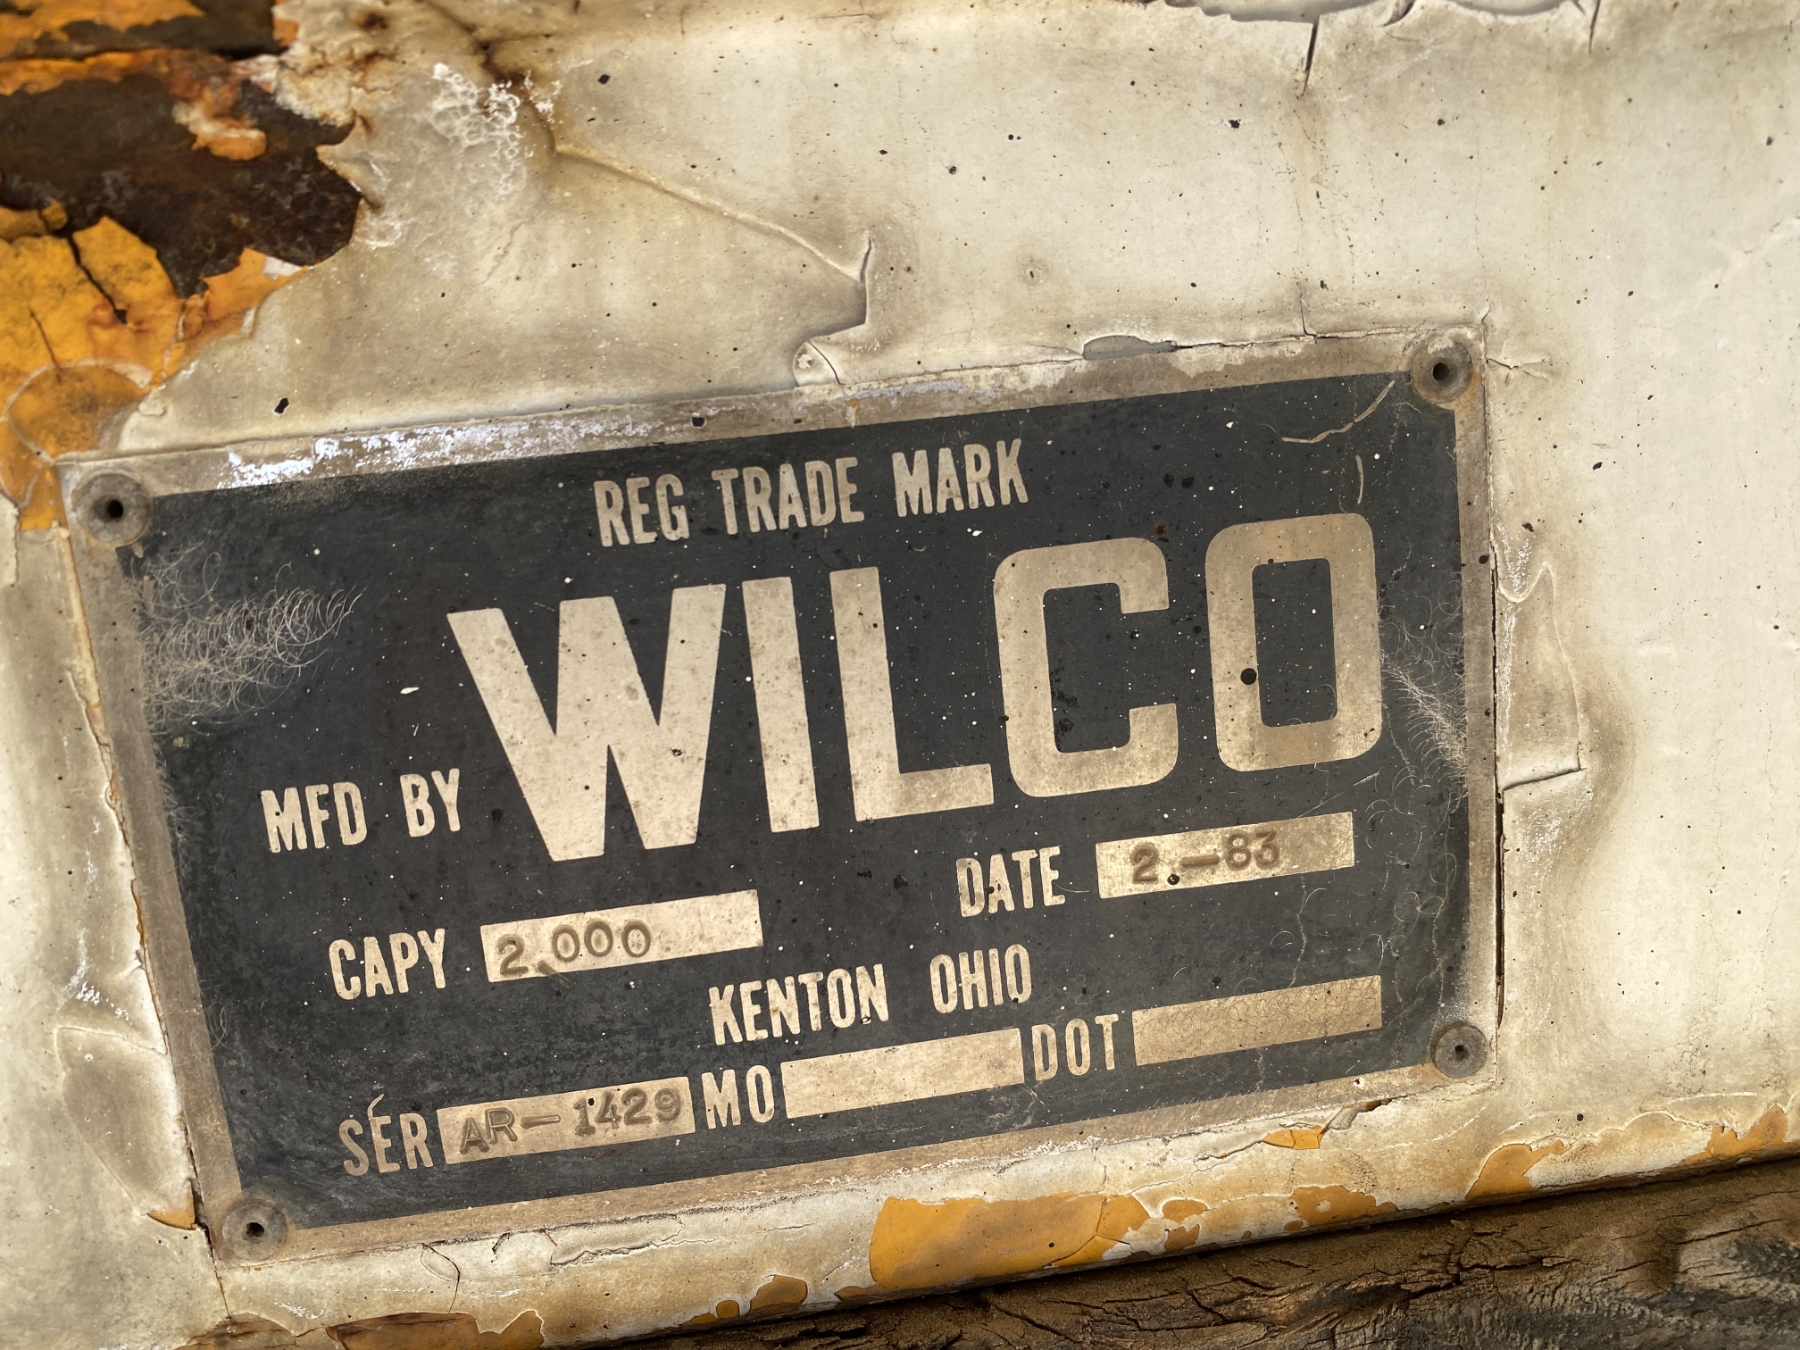 REG TRADE MARK
MFD BY WILCO
CAPY 2,000 DATE 2-83
KENTON OHIO
SER AR-1429 MO DOT